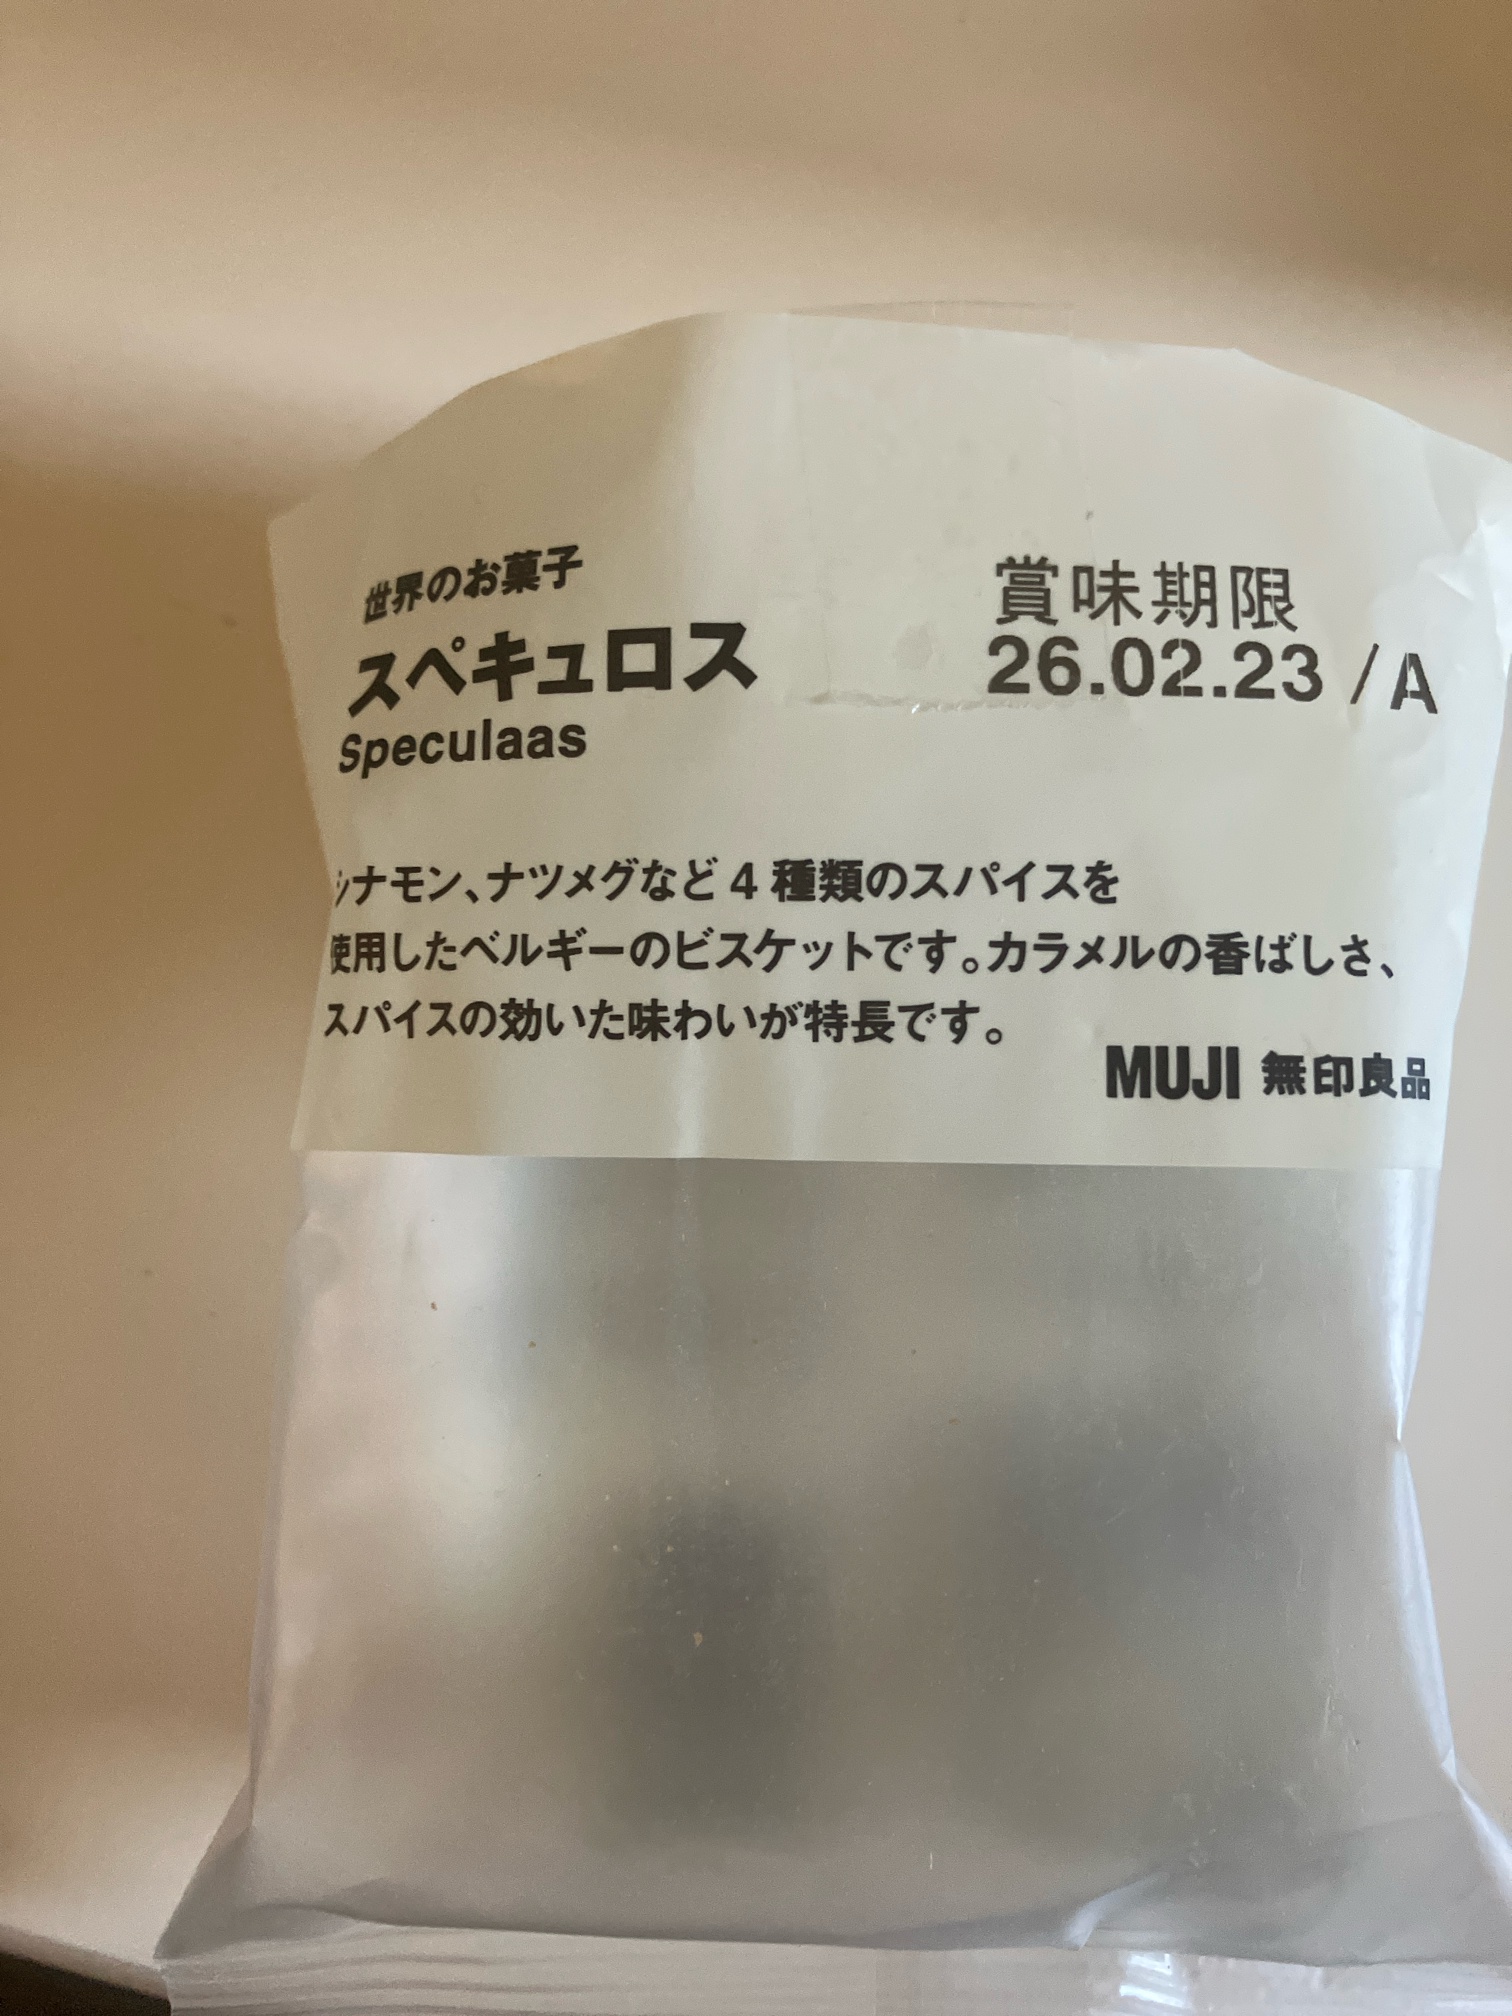 世界のお菓子
スペキュロス
Speculaas
賞味期限
26.02.23 /A
シナモン、ナツメグなど4種類のスパイスを
使用したベルギーのビスケットです。カラメルの香ばしさ、
スパイスの効いた味わいが特長です。
MUJI 無印良品